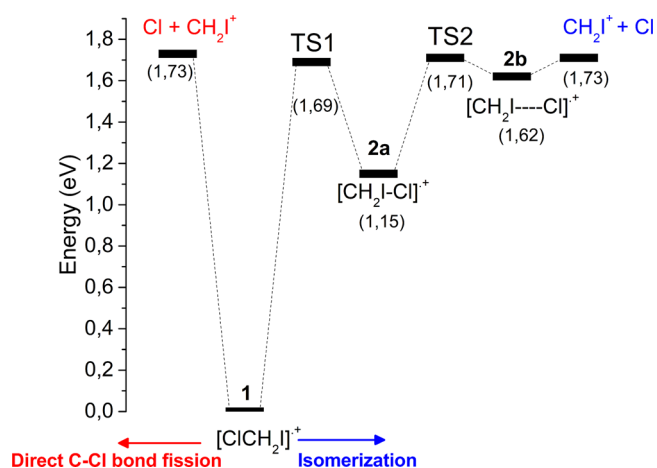 Cl + CH₂I⁺
TS1
TS2
2b
CH₂I⁺ + Cl
(1,73)
(1,69)
(1,71)
(1,73)
[CH₂I----Cl]·⁺
(1,62)
2a
[CH₂I-Cl]·⁺
(1,15)
1
[ClCH₂I]·⁺
Energy (eV)
1,8
1,6
1,4
1,2
1,0
0,8
0,6
0,4
0,2
0,0
Direct C-Cl bond fission
Isomerization